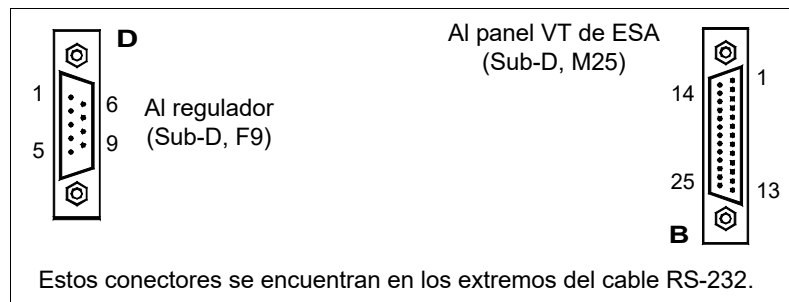 D
1
6
5
9
Al regulador
(Sub-D, F9)
Al panel VT de ESA
(Sub-D, M25)
14
1
25
13
B
Estos conectores se encuentran en los extremos del cable RS-232.